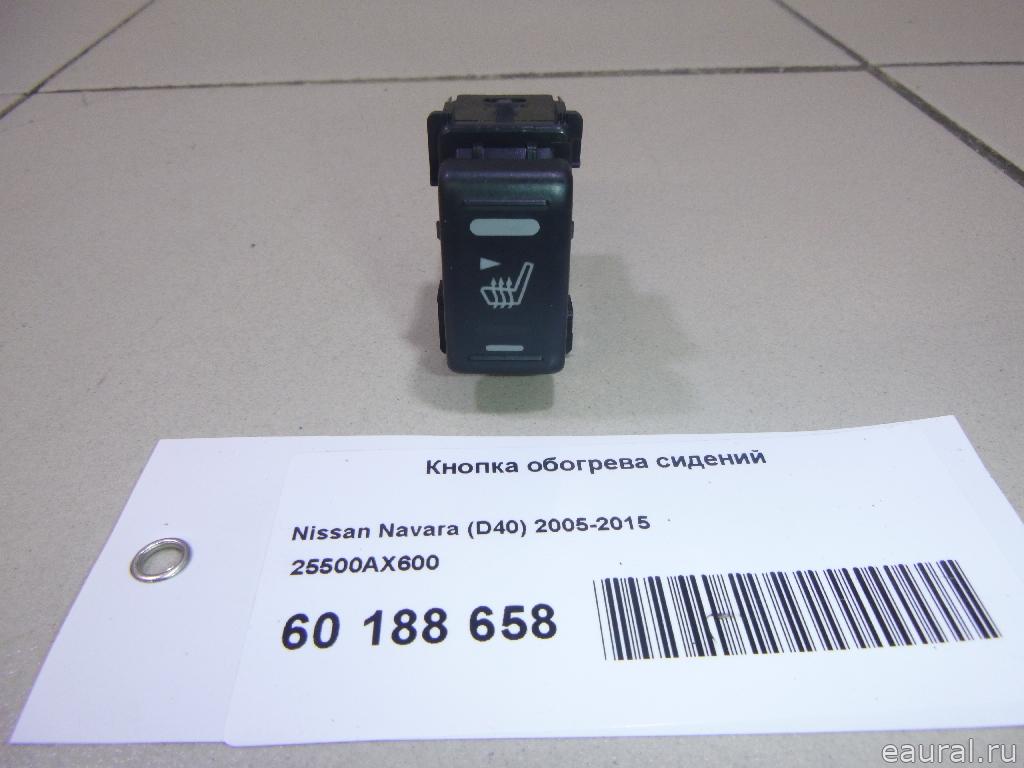 Кнопка обогрева сидений
Nissan Navara (D40) 2005-2015
25500AX600
60 188 658
eaural.ru